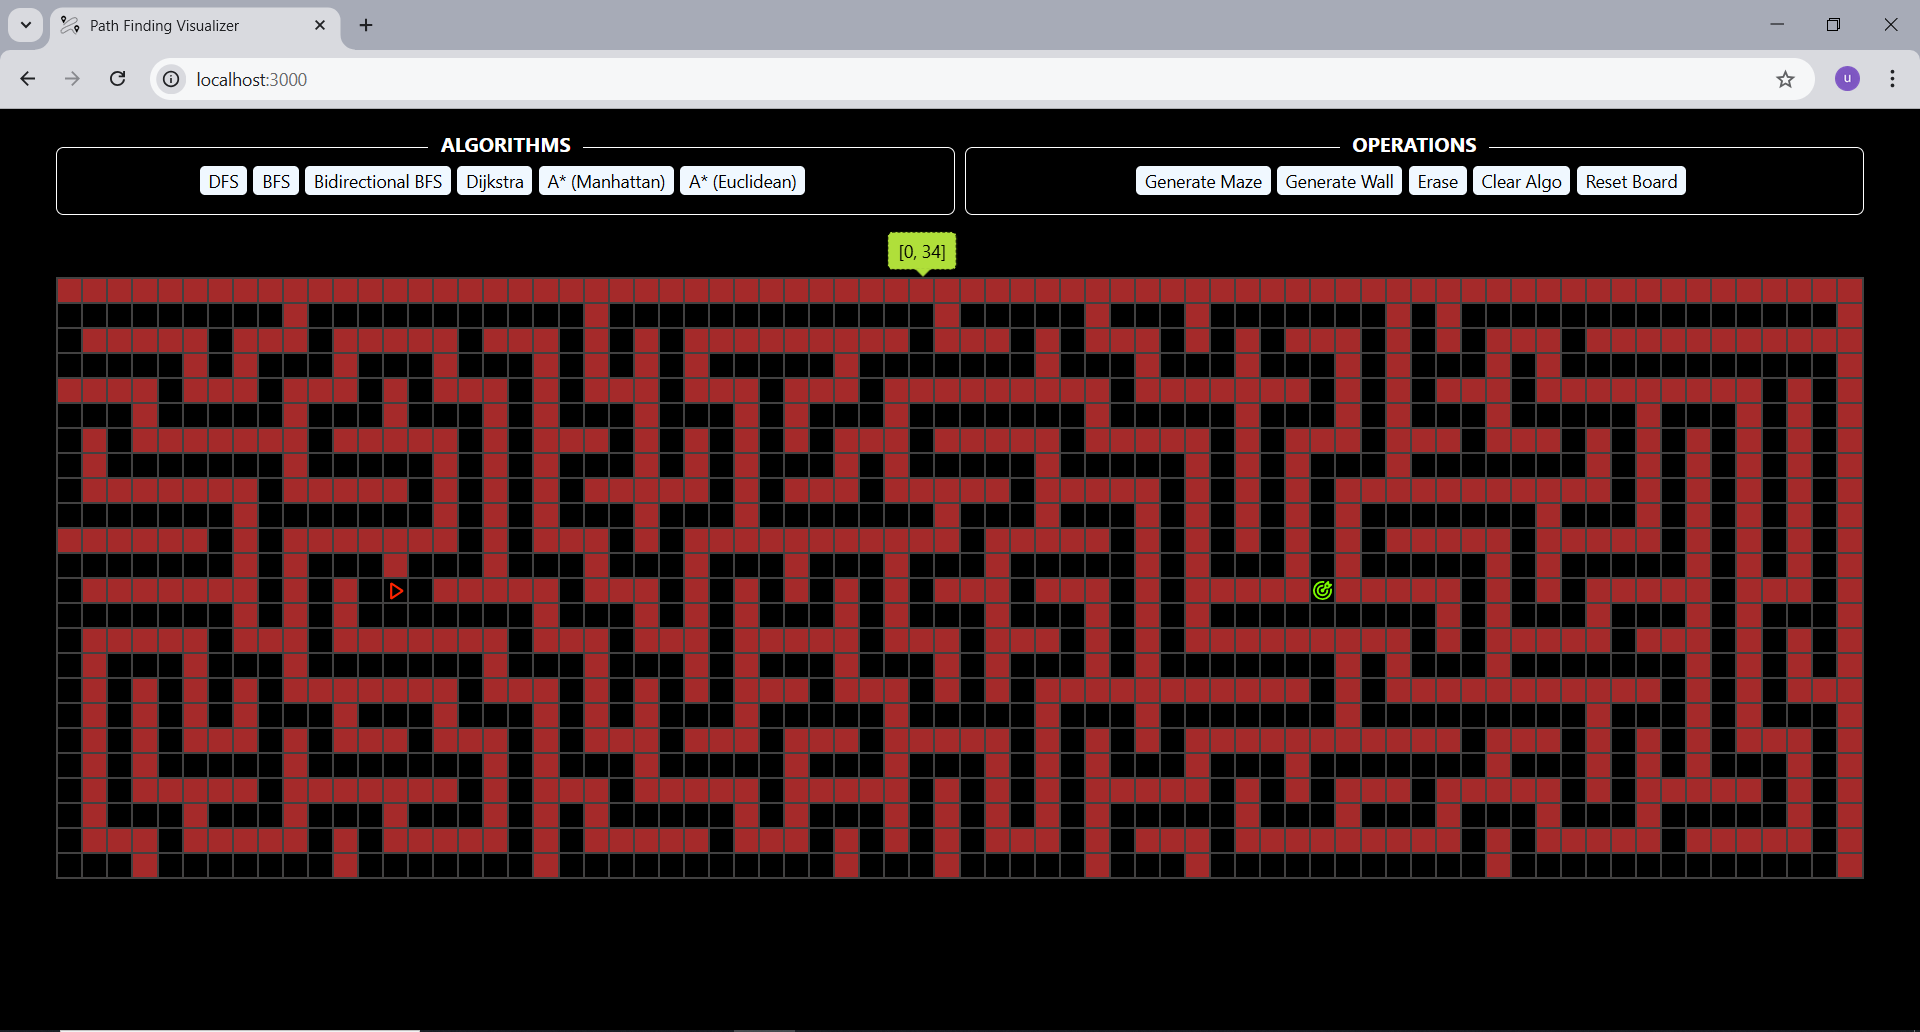 Path Finding Visualizer
localhost:3000
u
ALGORITHMS
DFS BFS Bidirectional BFS Dijkstra A* (Manhattan) A* (Euclidean)
OPERATIONS
Generate Maze Generate Wall Erase Clear Algo Reset Board
[0, 34]